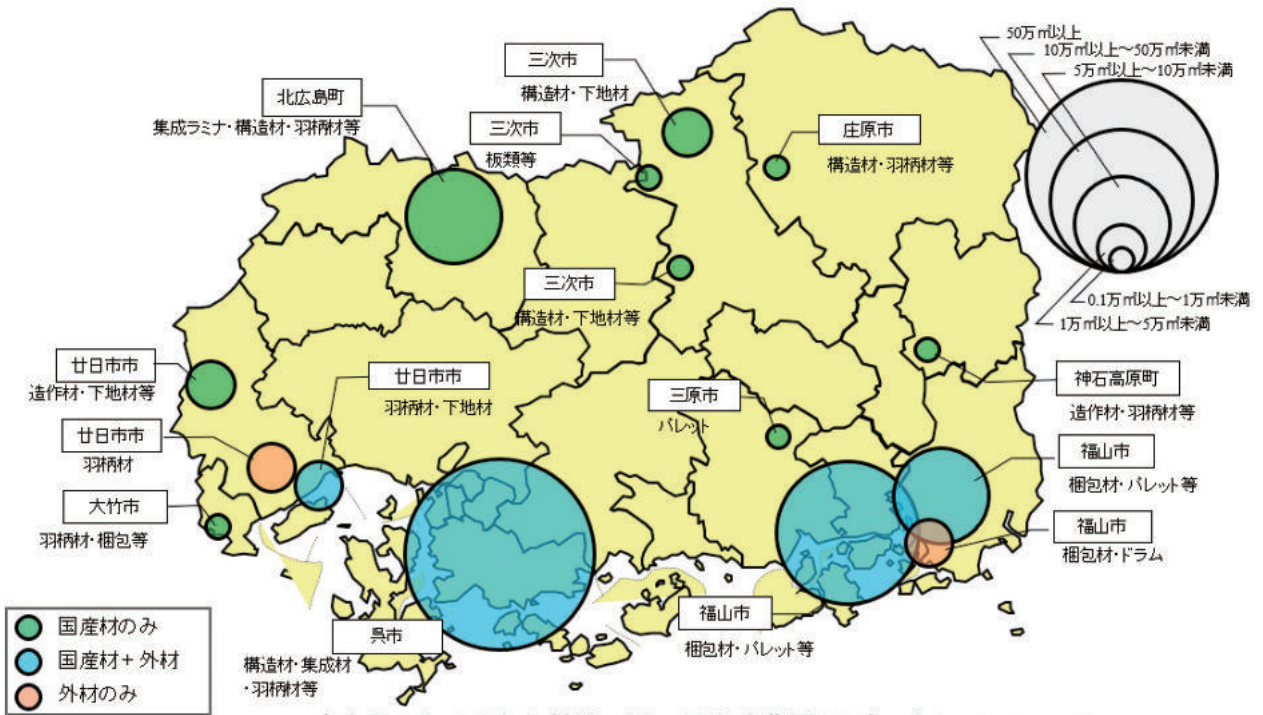 50万㎥以上
10万㎥以上～50万㎥未満
5万㎥以上～10万㎥未満
三次市
構造材・下地材
北広島町
集成ラミナ・構造材・羽柄材等
三次市
板類等
庄原市
構造材・羽柄材等
三次市
構造材・下地材等
0.1万㎥以上～1万㎥未満
1万㎥以上～5万㎥未満
廿日市市
造作材・下地材等
廿日市市
羽柄材・下地材
三原市
パレット
神石高原町
造作材・羽柄材等
廿日市市
羽柄材
福山市
梱包材・パレット等
大竹市
羽柄材・梱包等
福山市
梱包材・ドラム
福山市
梱包材・パレット等
呉市
構造材・集成材
・羽柄材等
国産材のみ
国産材＋外材
外材のみ